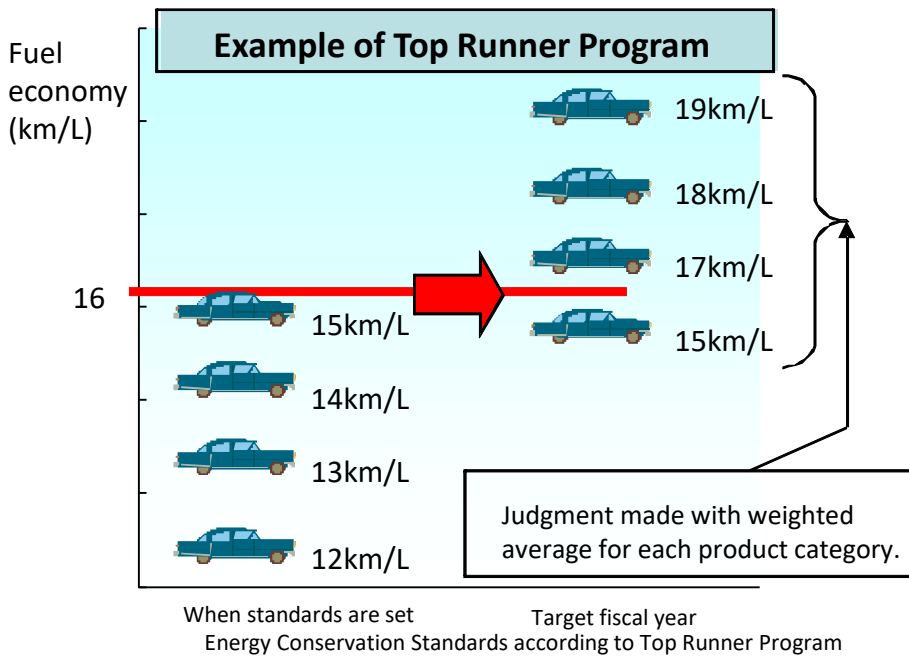 Example of Top Runner Program
Fuel
economy
(km/L)
19km/L
18km/L
17km/L
16
15km/L
15km/L
14km/L
13km/L
12km/L
Judgment made with weighted
average for each product category.
When standards are set
Target fiscal year
Energy Conservation Standards according to Top Runner Program